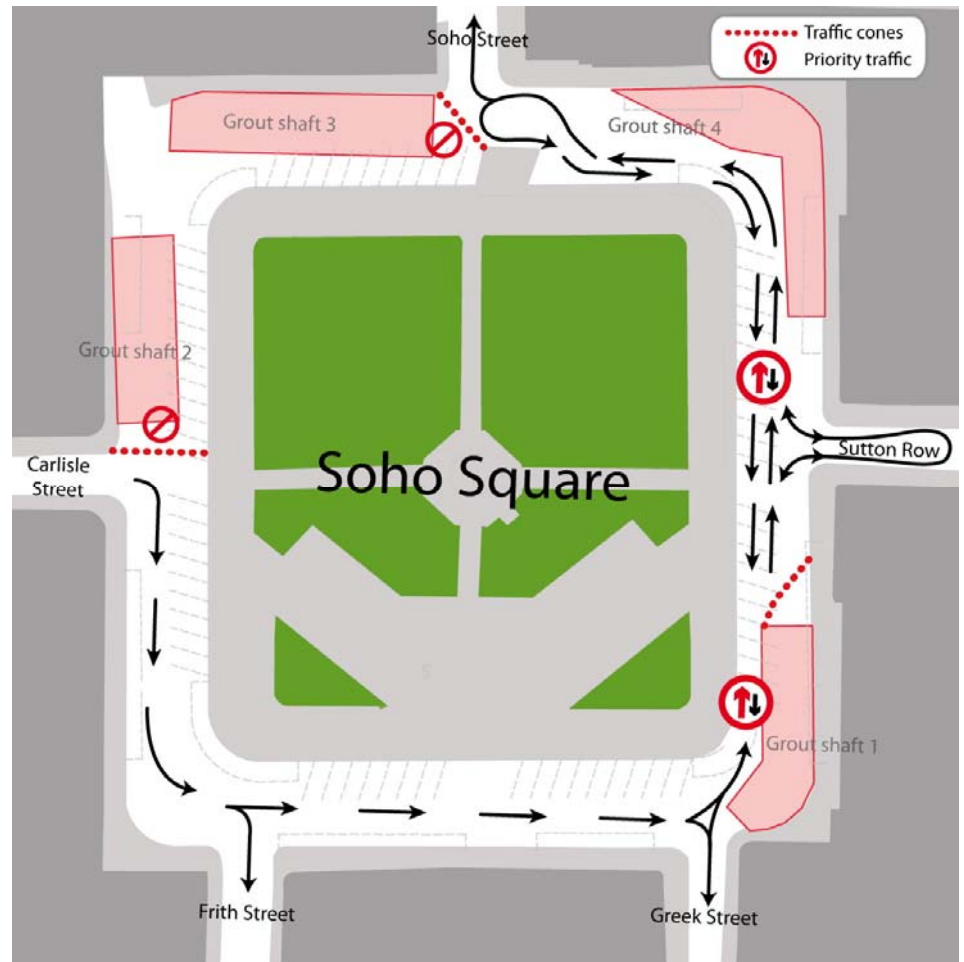 Soho Street
Traffic cones
Priority traffic
Grout shaft 3
Grout shaft 4
Grout shaft 2
Carlisle
Street
Soho Square
Sutton Row
S
Grout shaft 1
Frith Street
Greek Street